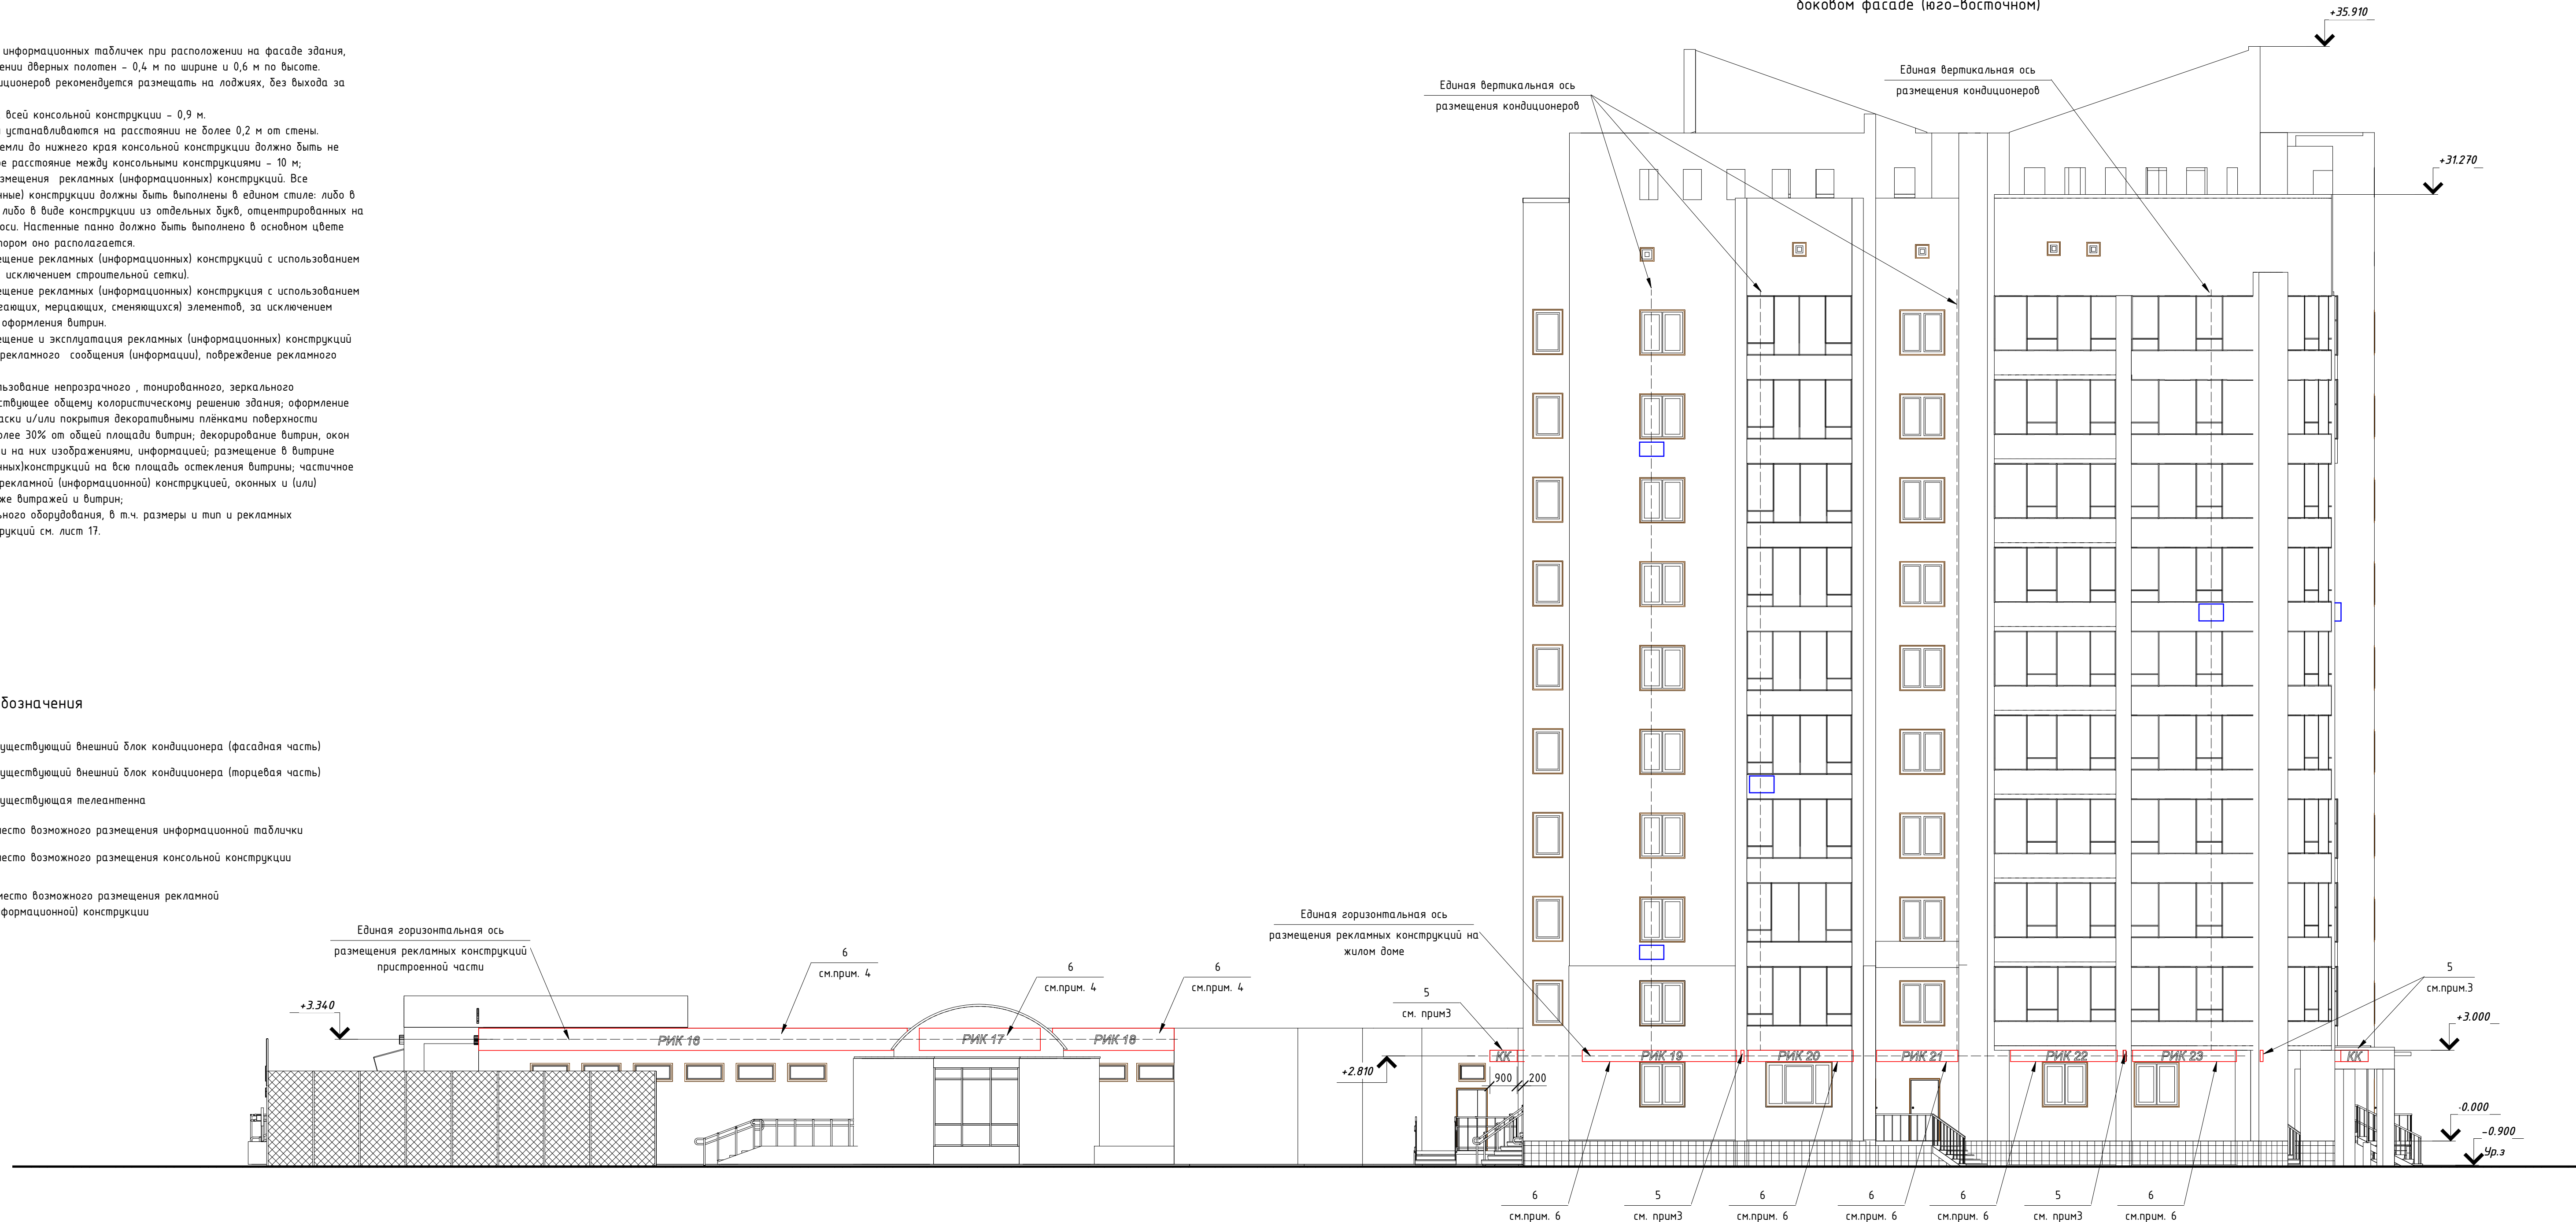 боковом фасаде (юго-восточном)
информационных табличек при расположении на фасаде здания,
ении дверных полотен - 0,4 м по ширине и 0,6 м по высоте.
иционеров рекомендуется размещать на лоджиях, без выхода за
всей консольной конструкции - 0,9 м.
устанавливаются на расстоянии не более 0,2 м от стены.
емли до нижнего края консольной конструкции должно быть не
ое расстояние между консольными конструкциями - 10 м;
азмещения рекламных (информационных) конструкций. Все
нные) конструкции должны быть выполнены в едином стиле: либо в
либо в виде конструкции из отдельных букв, отцентрированных на
оси. Настенные панно должно быть выполнено в основном цвете
тором оно располагается.
ещение рекламных (информационных) конструкций с использованием
исключением строительной сетки).
ещение рекламных (информационных) конструкция с использованием
гающих, мерцающих, сменяющихся) элементов, за исключением
оформления витрин.
ещение и эксплуатация рекламных (информационных) конструкций
рекламного сообщения (информации), повреждение рекламного
льзование непрозрачного , тонированного, зеркального
тствующее общему колористическому решению здания; оформление
аски и/или покрытия декоративными плёнками поверхности
олее 30% от общей площади витрин; декорирование витрин, окон
и на них изображениями, информацией; размещение в витрине
нных)конструкций на всю площадь остекления витрины; частичное
рекламной (информационной) конструкцией, оконных и (или)
же витражей и витрин;
ьного оборудования, в т.ч. размеры и тип и рекламных
рукций см. лист 17.
бозначения
уществующий внешний блок кондиционера (фасадная часть)
уществующий внешний блок кондиционера (торцевая часть)
уществующая телеантенна
место возможного размещения информационной таблички
место возможного размещения консольной конструкции
место возможного размещения рекламной
формационной) конструкции
Единая вертикальная ось
размещения кондиционеров
Единая вертикальная ось
размещения кондиционеров
+35.910
+31.270
Единая горизонтальная ось
размещения рекламных конструкций
пристроенной части
6
см.прим. 4
6
см.прим. 4
6
см.прим. 4
+3.340
РИК 16
РИК 17
РИК 18
Единая горизонтальная ось
размещения рекламных конструкций на
жилом доме
5
см. прим3
+2.810
КК
900
200
РИК 19
РИК 20
РИК 21
РИК 22
РИК 23
КК
5
см.прим.3
+3.000
-0.000
-0.900
Ур.з
6
см.прим. 6
5
см. прим3
6
см.прим. 6
6
см.прим. 6
6
см.прим. 6
5
см. прим3
6
см.прим. 6